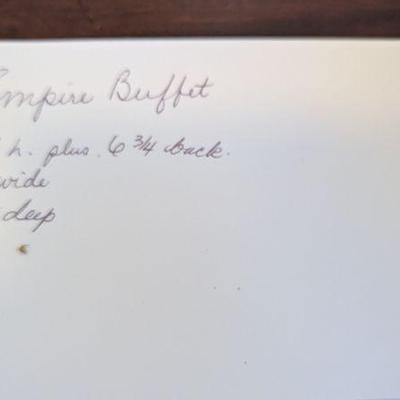 Empire Buffet
h. plus. 6 3/4 back.
wide
deep